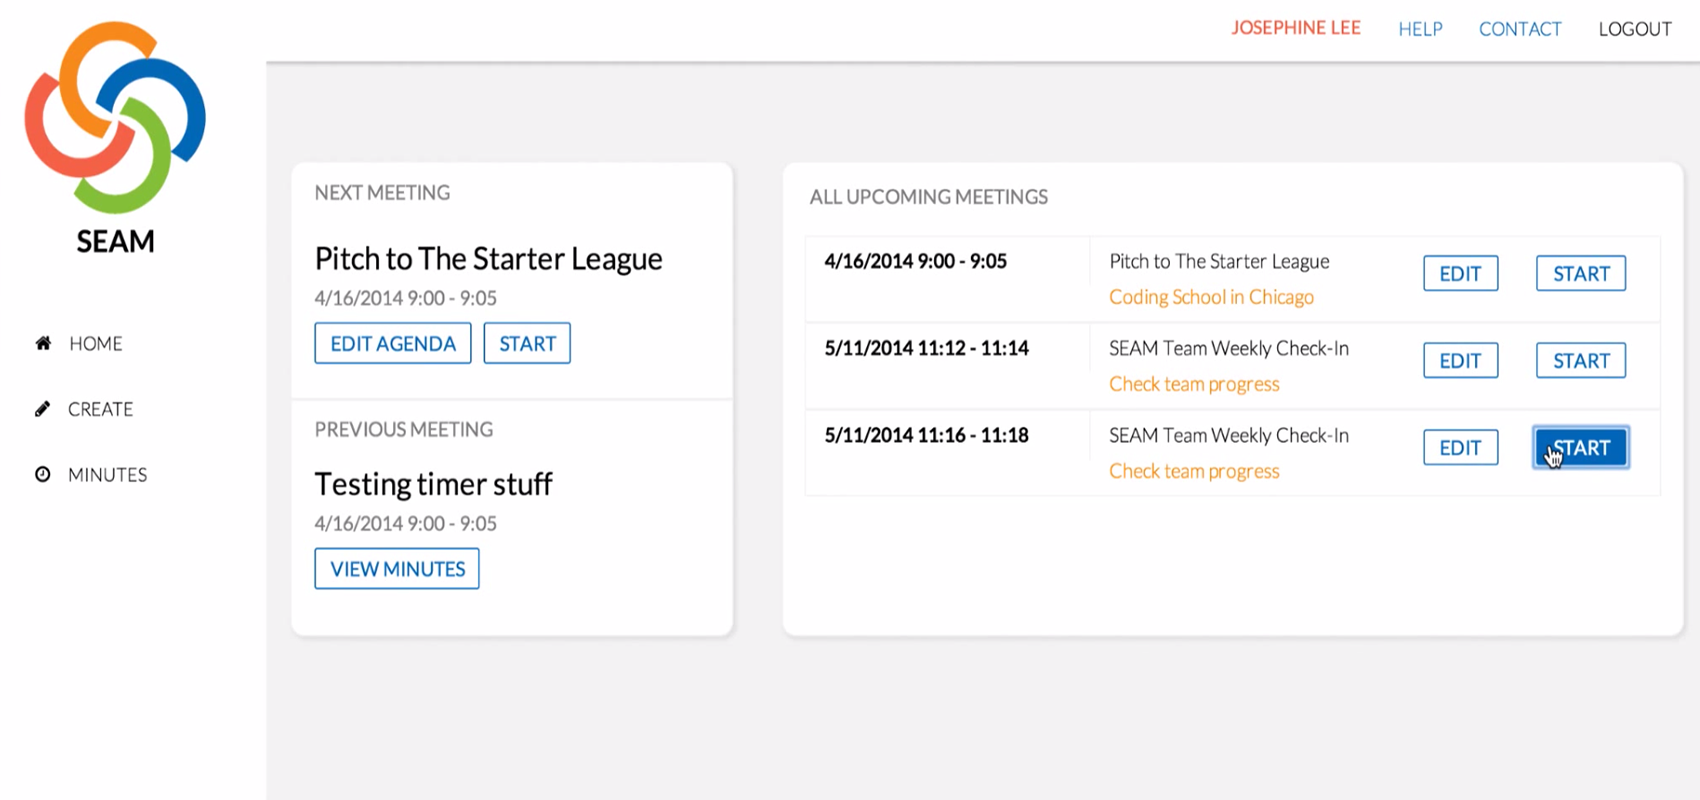 JOSEPHINE LEE HELP CONTACT LOGOUT
SEAM
HOME
CREATE
MINUTES
NEXT MEETING
Pitch to The Starter League
4/16/2014 9:00 - 9:05
EDIT AGENDA START
PREVIOUS MEETING
Testing timer stuff
4/16/2014 9:00 - 9:05
VIEW MINUTES
ALL UPCOMING MEETINGS
4/16/2014 9:00 - 9:05 Pitch to The Starter League EDIT START
Coding School in Chicago
5/11/2014 11:12 - 11:14 SEAM Team Weekly Check-In EDIT START
Check team progress
5/11/2014 11:16 - 11:18 SEAM Team Weekly Check-In EDIT START
Check team progress